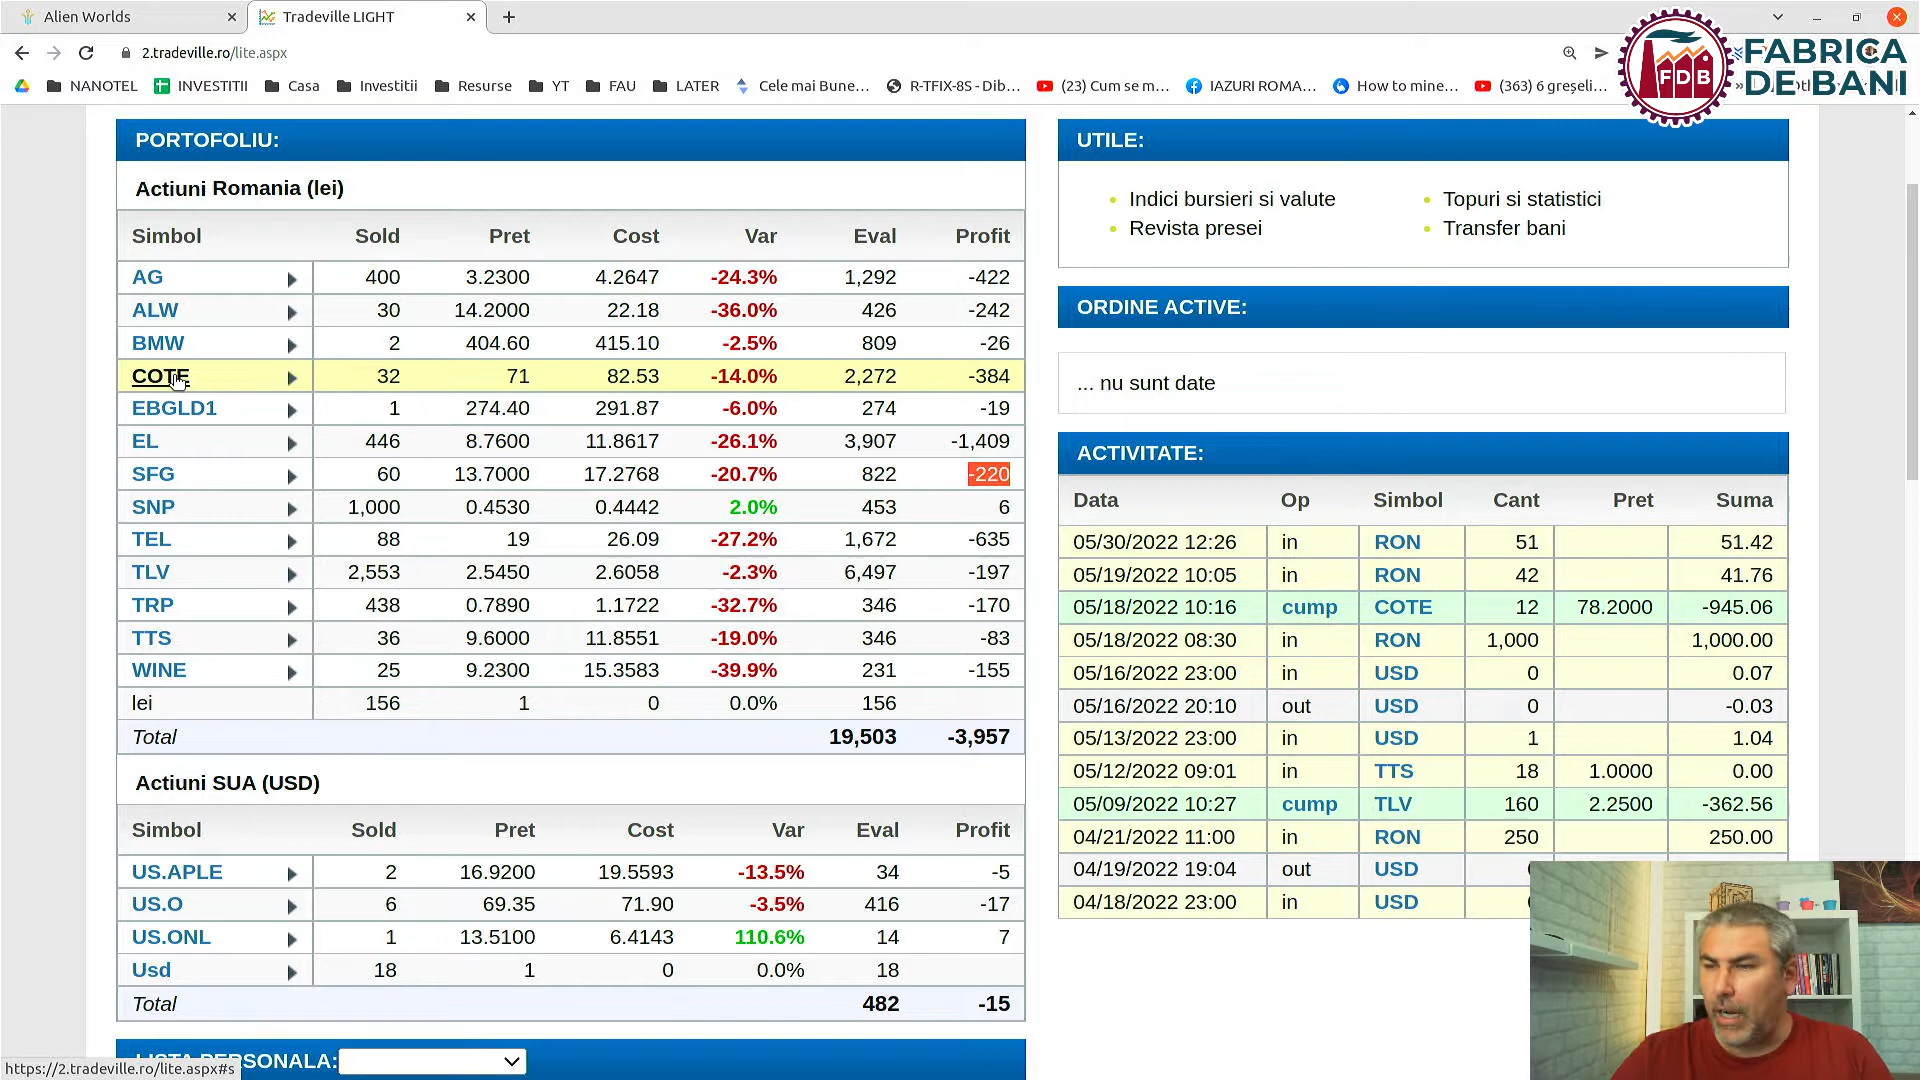 Alien Worlds
Tradeville LIGHT
2.tradeville.ro/lite.aspx
NANOTEL
INVESTITII
Casa
Investitii
Resurse
YT
FAU
LATER
Cele mai Bune...
R-TFIX-8S - Dib...
(23) Cum se m...
IAZURI ROMA...
How to mine...
(363) 6 greșeli...
FDB
FABRICA
DE BANI
PORTOFOLIU:
Actiuni Romania (lei)
Simbol Sold Pret Cost Var Eval Profit
AG 400 3.2300 4.2647 -24.3% 1,292 -422
ALW 30 14.2000 22.18 -36.0% 426 -242
BMW 2 404.60 415.10 -2.5% 809 -26
COTE 32 71 82.53 -14.0% 2,272 -384
EBGLD1 1 274.40 291.87 -6.0% 274 -19
EL 446 8.7600 11.8617 -26.1% 3,907 -1,409
SFG 60 13.7000 17.2768 -20.7% 822 -220
SNP 1,000 0.4530 0.4442 2.0% 453 6
TEL 88 19 26.09 -27.2% 1,672 -635
TLV 2,553 2.5450 2.6058 -2.3% 6,497 -197
TRP 438 0.7890 1.1722 -32.7% 346 -170
TTS 36 9.6000 11.8551 -19.0% 346 -83
WINE 25 9.2300 15.3583 -39.9% 231 -155
lei 156 1 0 0.0% 156
Total 19,503 -3,957
Actiuni SUA (USD)
Simbol Sold Pret Cost Var Eval Profit
US.APLE 2 16.9200 19.5593 -13.5% 34 -5
US.O 6 69.35 71.90 -3.5% 416 -17
US.ONL 1 13.5100 6.4143 110.6% 14 7
Usd 18 1 0 0.0% 18
Total 482 -15
LISTA PERSONALA:
https://2.tradeville.ro/lite.aspx#s
UTILE:
Indici bursieri si valute
Topuri si statistici
Revista presei
Transfer bani
ORDINE ACTIVE:
... nu sunt date
ACTIVITATE:
Data Op Simbol Cant Pret Suma
05/30/2022 12:26 in RON 51 51.42
05/19/2022 10:05 in RON 42 41.76
05/18/2022 10:16 cump COTE 12 78.2000 -945.06
05/18/2022 08:30 in RON 1,000 1,000.00
05/16/2022 23:00 in USD 0 0.07
05/16/2022 20:10 out USD 0 -0.03
05/13/2022 23:00 in USD 1 1.04
05/12/2022 09:01 in TTS 18 1.0000 0.00
05/09/2022 10:27 cump TLV 160 2.2500 -362.56
04/21/2022 11:00 in RON 250 250.00
04/19/2022 19:04 out USD
04/18/2022 23:00 in USD